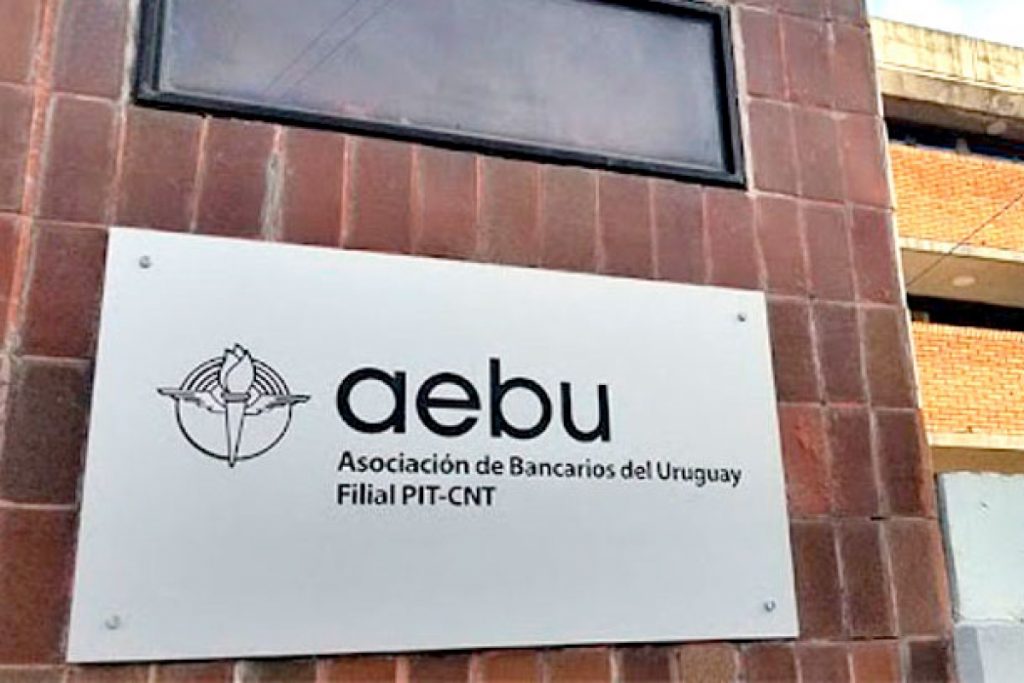 aebu
Asociación de Bancarios del Uruguay
Filial PIT-CNT